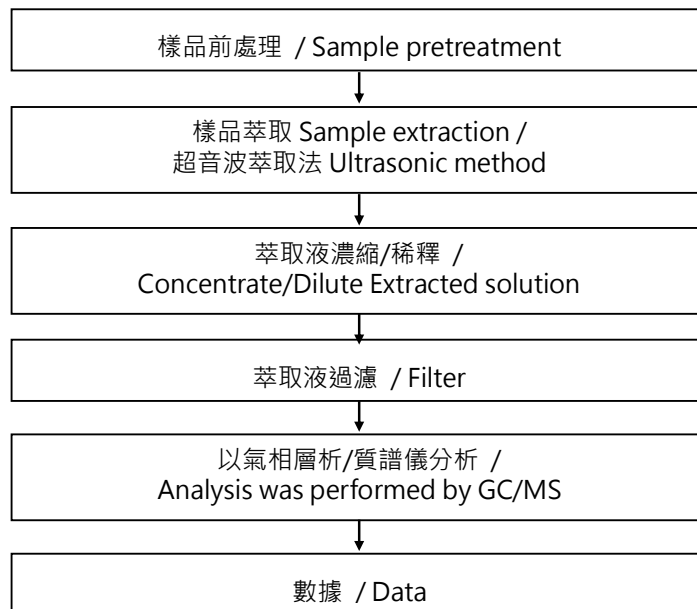 樣品前處理 / Sample pretreatment
樣品萃取 Sample extraction /
超音波萃取法 Ultrasonic method
萃取液濃縮/稀釋 /
Concentrate/Dilute Extracted solution
萃取液過濾 / Filter
以氣相層析/質譜儀分析 /
Analysis was performed by GC/MS
數據 / Data